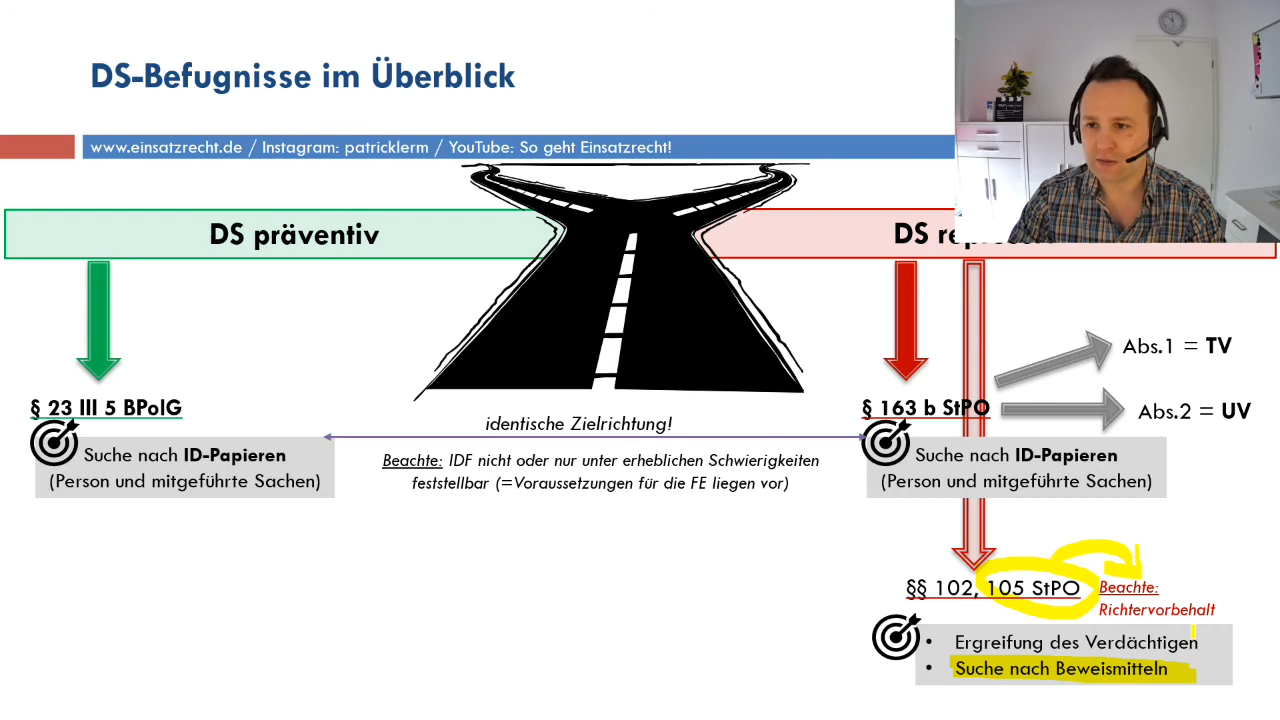 DS-Befugnisse im Überblick
www.einsatzrecht.de / Instagram: patricklerm / YouTube: So geht Einsatzrecht!
DS präventiv
DS
Abs.1 = TV
Abs.2 = UV
§ 23 III 5 BPolG
§ 163 b StPO
identische Zielrichtung!
Suche nach ID-Papieren
(Person und mitgeführte Sachen)
Beachte: IDF nicht oder nur unter erheblichen Schwierigkeiten
feststellbar (=Voraussetzungen für die FE liegen vor)
Suche nach ID-Papieren
(Person und mitgeführte Sachen)
§§ 102, 105 StPO
Beachte:
Richtervorbehalt
• Ergreifung des Verdächtigen
• Suche nach Beweismitteln